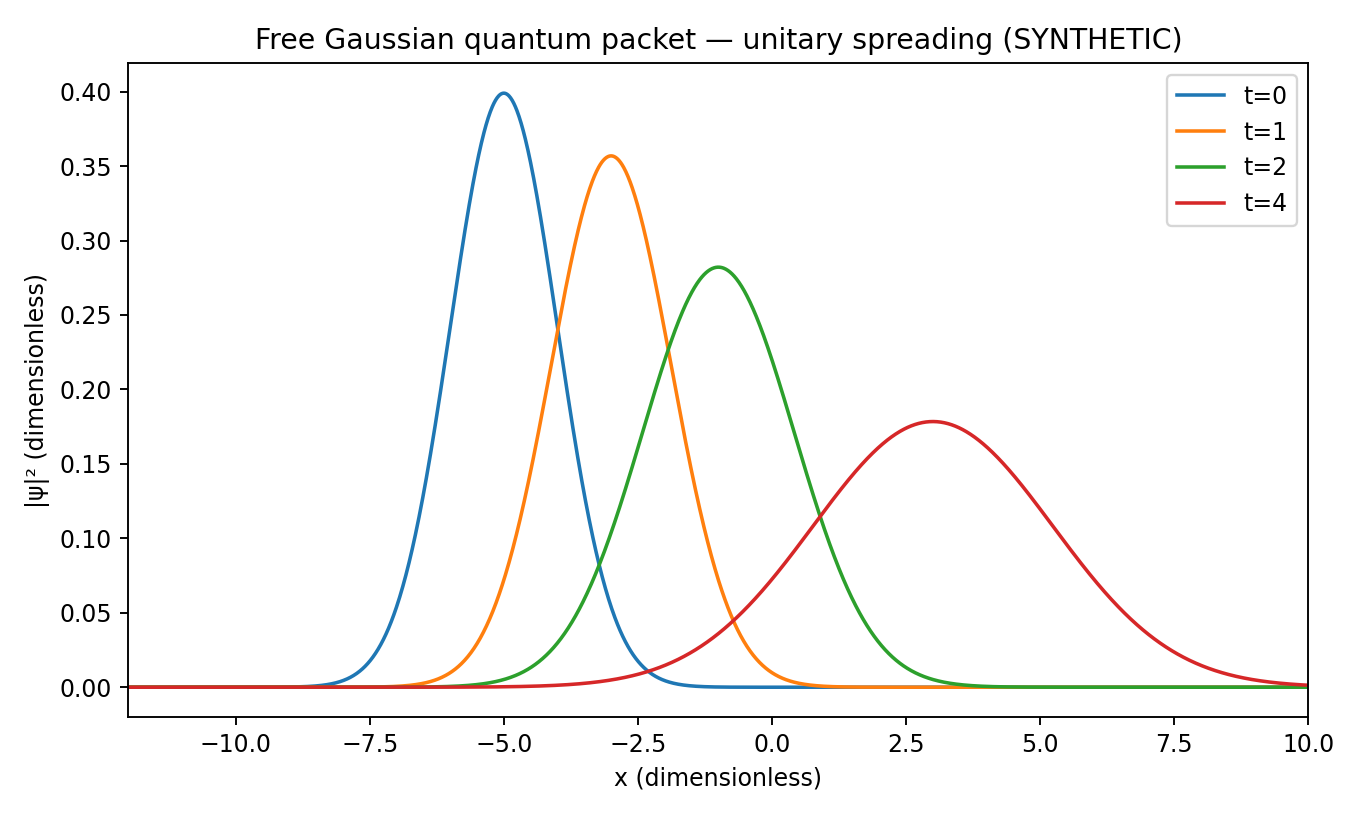 Free Gaussian quantum packet — unitary spreading (SYNTHETIC)
|ψ|² (dimensionless)
0.40
0.35
0.30
0.25
0.20
0.15
0.10
0.05
0.00
t=0
t=1
t=2
t=4
−10.0
−7.5
−5.0
−2.5
0.0
2.5
5.0
7.5
10.0
x (dimensionless)